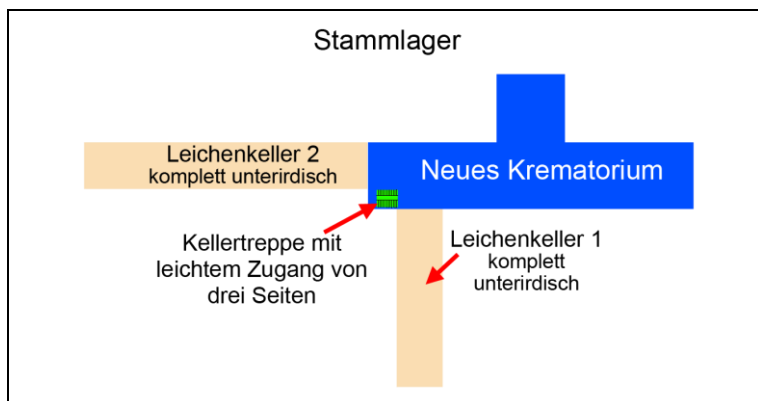 Stammlager
Leichenkeller 2
komplett unterirdisch
Neues Krematorium
Kellertreppe mit
leichtem Zugang von
drei Seiten
Leichenkeller 1
komplett
unterirdisch